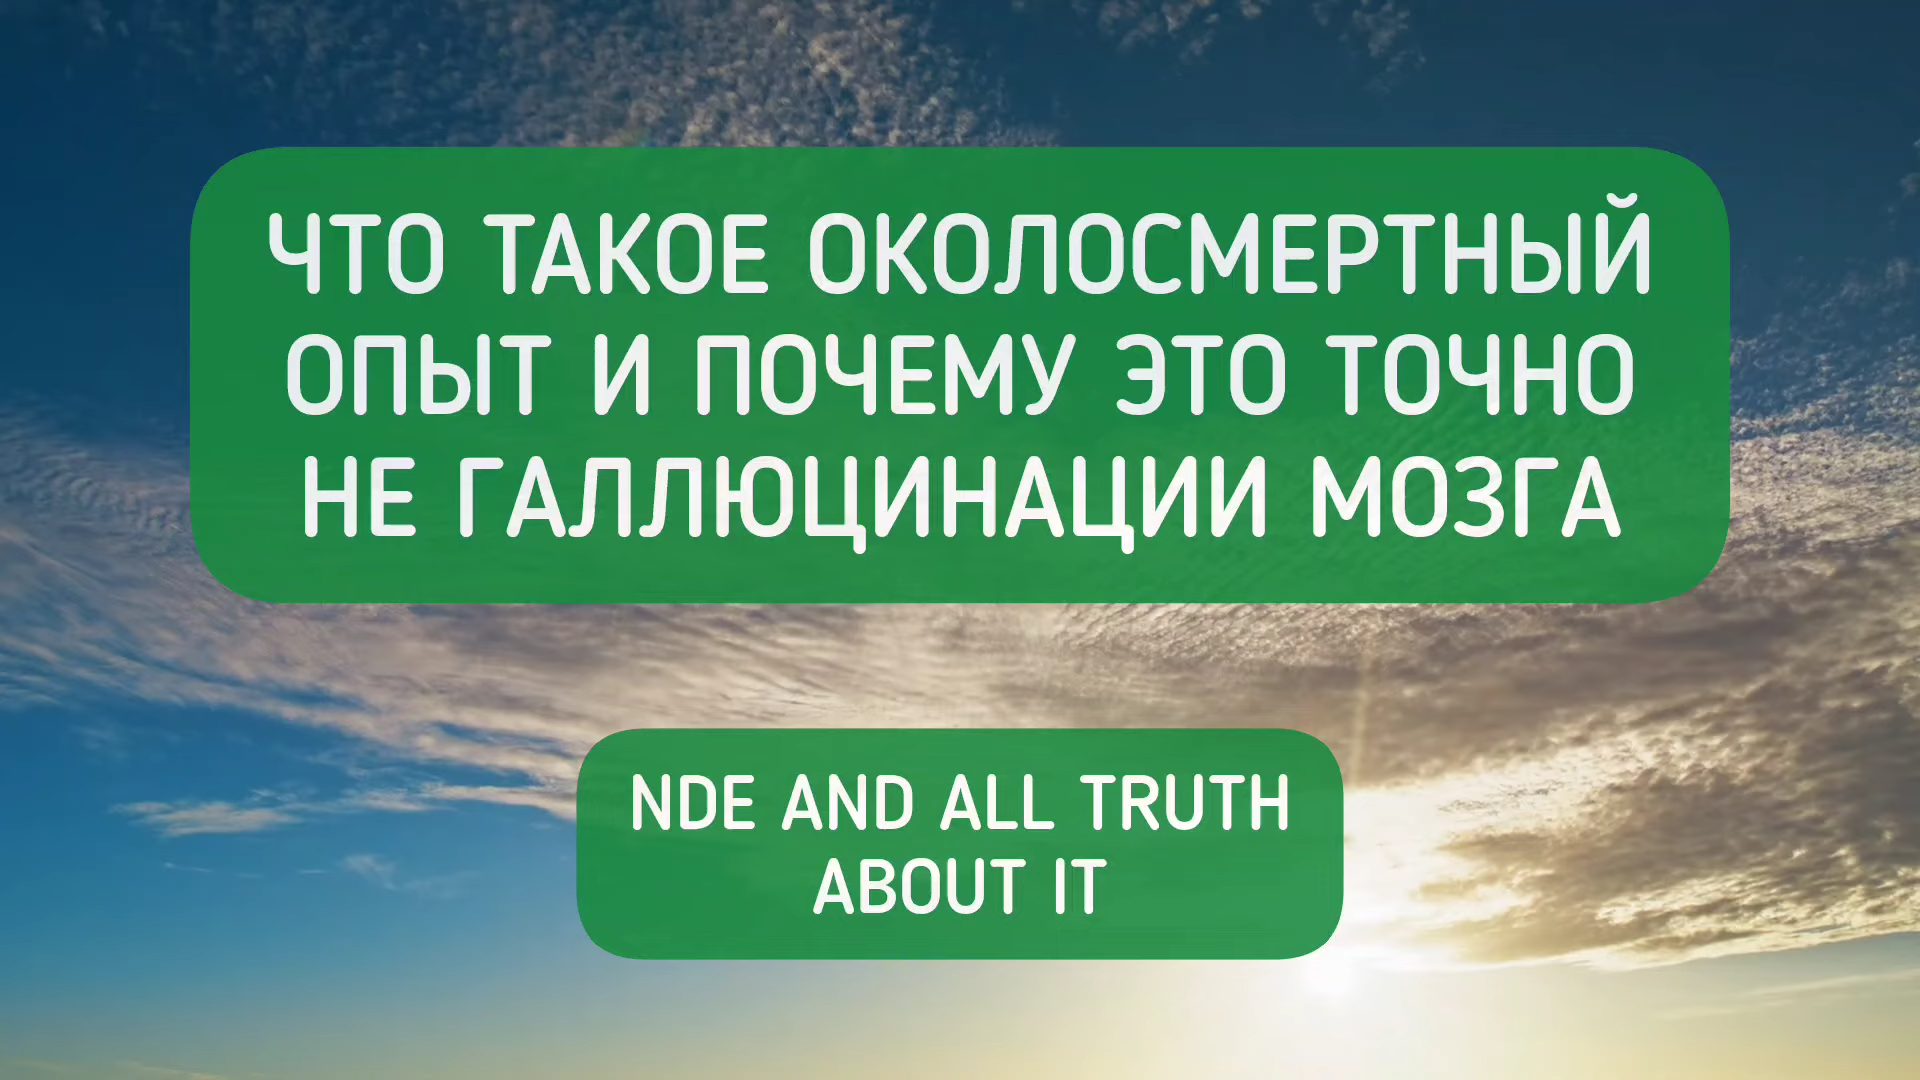 ЧТО ТАКОЕ ОКОЛОСМЕРТНЫЙ
ОПЫТ И ПОЧЕМУ ЭТО ТОЧНО
НЕ ГАЛЛЮЦИНАЦИИ МОЗГА
NDE AND ALL TRUTH
ABOUT IT